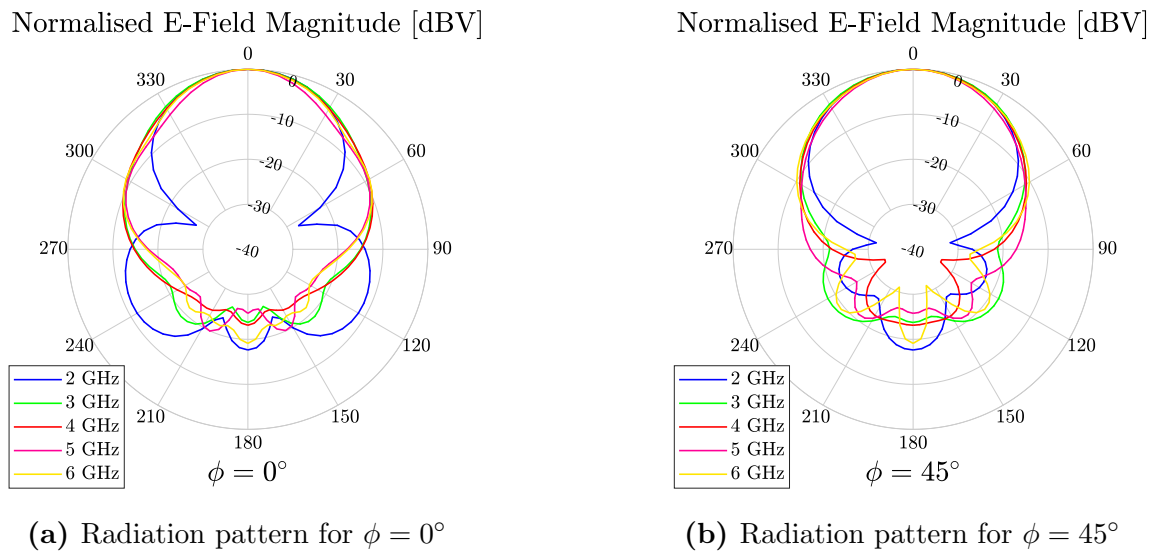 Normalised E-Field Magnitude [dBV]
0
330
30
0
-10
300
60
-20
-30
270
-40
90
240
120
210
150
180
2 GHz
3 GHz
4 GHz
5 GHz
6 GHz
ϕ = 0°
(a) Radiation pattern for ϕ = 0°
Normalised E-Field Magnitude [dBV]
0
330
30
0
-10
300
60
-20
-30
270
-40
90
240
120
210
150
180
2 GHz
3 GHz
4 GHz
5 GHz
6 GHz
ϕ = 45°
(b) Radiation pattern for ϕ = 45°